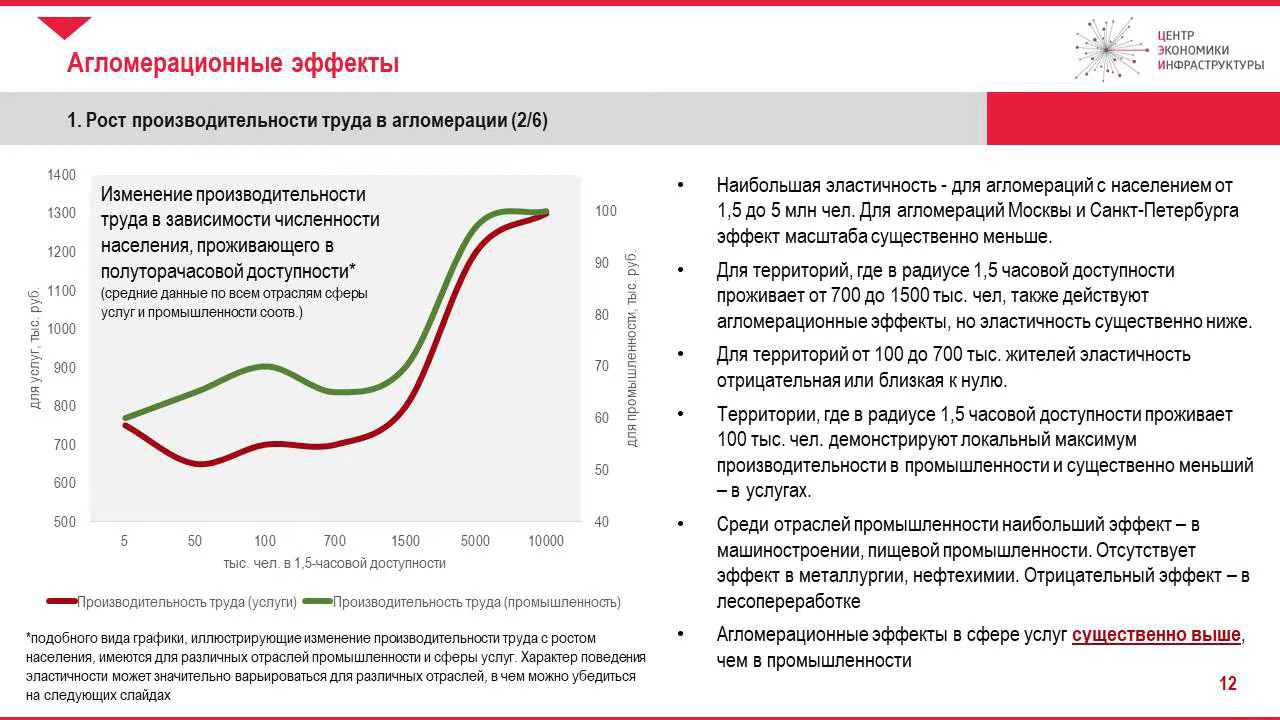 Агломерационные эффекты
ЦЕНТР
ЭКОНОМИКИ
ИНФРАСТРУКТУРЫ
1. Рост производительности труда в агломерации (2/6)
Изменение производительности
труда в зависимости численности
населения, проживающего в
полуторачасовой доступности*
(средние данные по всем отраслям сферы
услуг и промышленности соотв.)
для услуг, тыс. руб.
1400
1300
1200
1100
1000
900
800
700
600
500
100
90
80
70
60
50
40
для промышленности, тыс. руб.
5 50 100 700 1500 5000 10000
тыс. чел. в 1,5-часовой доступности
Производительность труда (услуги) Производительность труда (промышленность)
*подобного вида графики, иллюстрирующие изменение производительности труда с ростом
населения, имеются для различных отраслей промышленности и сферы услуг. Характер поведения
эластичности может значительно варьироваться для различных отраслей, в чем можно убедиться
на следующих слайдах
• Наибольшая эластичность - для агломераций с населением от
1,5 до 5 млн чел. Для агломераций Москвы и Санкт-Петербурга
эффект масштаба существенно меньше.
• Для территорий, где в радиусе 1,5 часовой доступности
проживает от 700 до 1500 тыс. чел, также действуют
агломерационные эффекты, но эластичность существенно ниже.
• Для территорий от 100 до 700 тыс. жителей эластичность
отрицательная или близкая к нулю.
• Территории, где в радиусе 1,5 часовой доступности проживает
100 тыс. чел. демонстрируют локальный максимум
производительности в промышленности и существенно меньший
– в услугах.
• Среди отраслей промышленности наибольший эффект – в
машиностроении, пищевой промышленности. Отсутствует
эффект в металлургии, нефтехимии. Отрицательный эффект – в
лесопереработке
• Агломерационные эффекты в сфере услуг существенно выше,
чем в промышленности
12